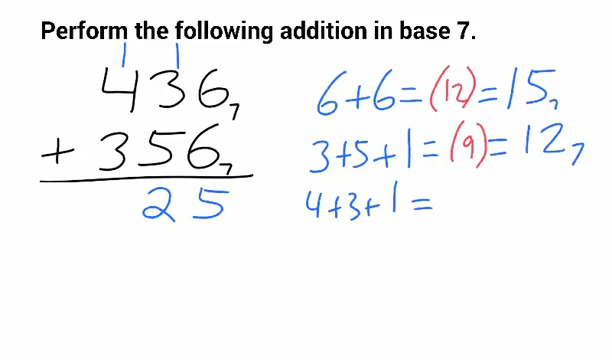 Perform the following addition in base 7.
1 1
436₇ 6+6=(12)=15₇
+356₇ 3+5+1=(9)=12₇
25 4+3+1=